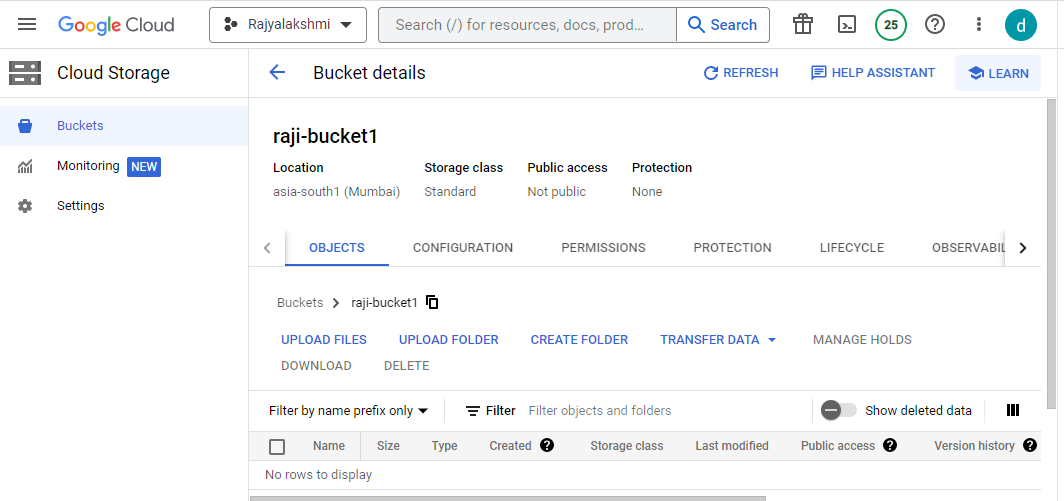 Google Cloud Rajyalakshmi Search (/) for resources, docs, prod... Search 25 d
Cloud Storage
Bucket details REFRESH HELP ASSISTANT LEARN
Buckets
Monitoring NEW
Settings
raji-bucket1
Location Storage class Public access Protection
asia-south1 (Mumbai) Standard Not public None
OBJECTS CONFIGURATION PERMISSIONS PROTECTION LIFECYCLE OBSERVABIL
Buckets raji-bucket1
UPLOAD FILES UPLOAD FOLDER CREATE FOLDER TRANSFER DATA MANAGE HOLDS
DOWNLOAD DELETE
Filter by name prefix only Filter Filter objects and folders Show deleted data
Name Size Type Created Storage class Last modified Public access Version history
No rows to display